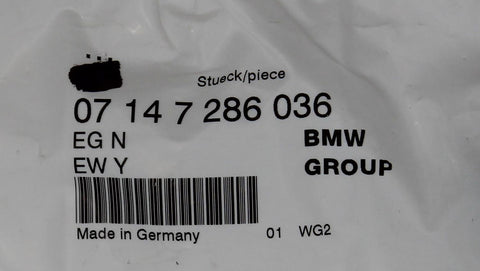 Stueck/piece
07 14 7 286 036
EG N
BMW
EW Y
GROUP
Made in Germany 01 WG2